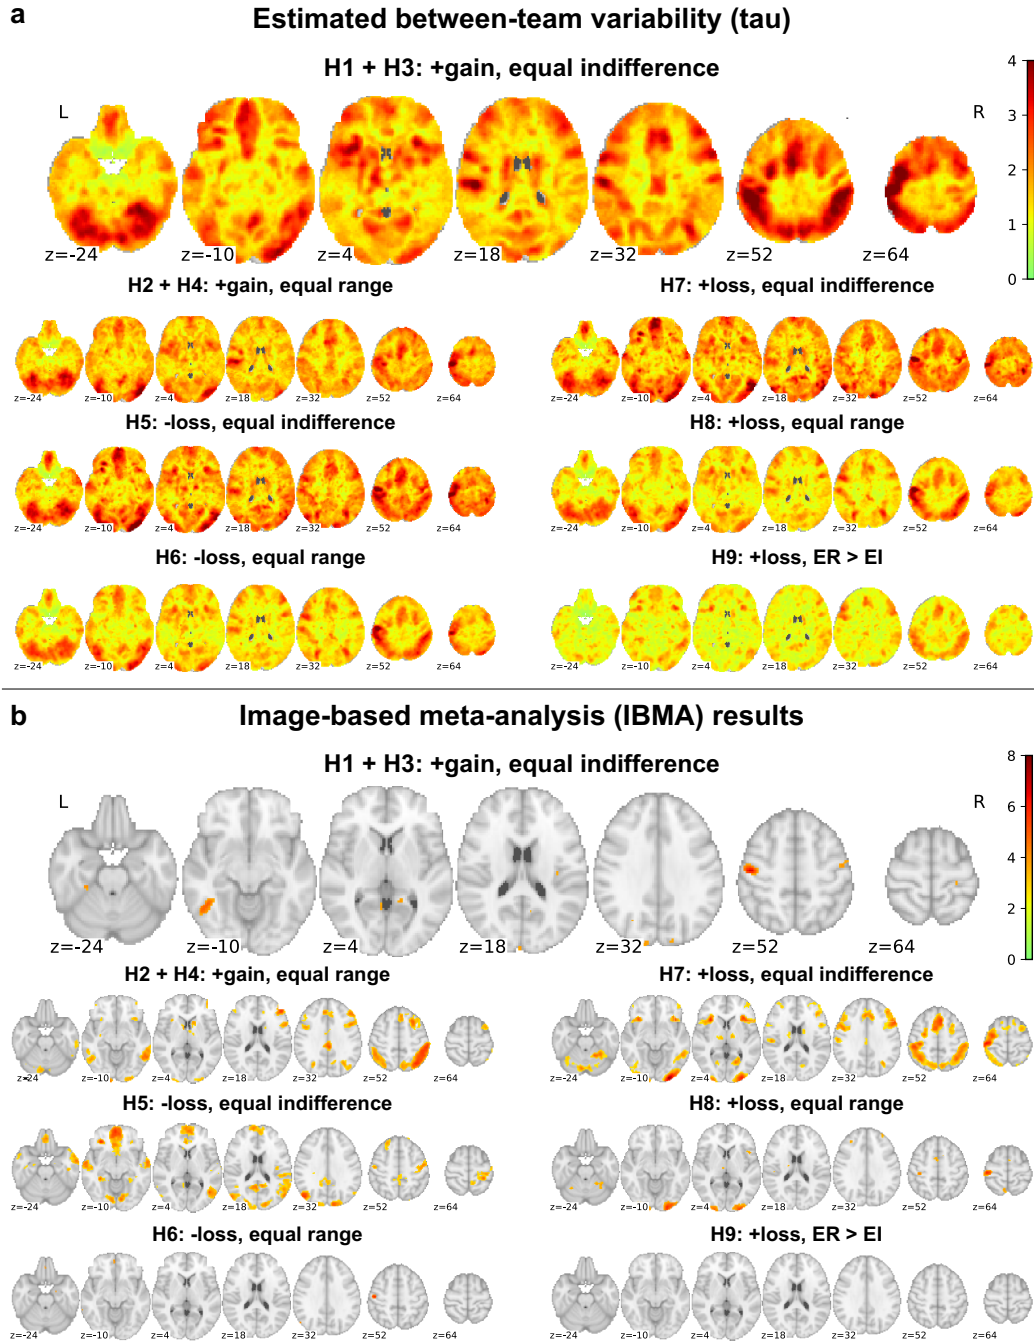 a
Estimated between-team variability (tau)
H1 + H3: +gain, equal indifference
L
R
4
3
2
1
0
z=-24 z=-10 z=4 z=18 z=32 z=52 z=64
H2 + H4: +gain, equal range
H7: +loss, equal indifference
z=-24 z=-10 z=4 z=18 z=32 z=52 z=64
z=-24 z=-10 z=4 z=18 z=32 z=52 z=64
H5: -loss, equal indifference
H8: +loss, equal range
z=-24 z=-10 z=4 z=18 z=32 z=52 z=64
z=-24 z=-10 z=4 z=18 z=32 z=52 z=64
H6: -loss, equal range
H9: +loss, ER > EI
z=-24 z=-10 z=4 z=18 z=32 z=52 z=64
z=-24 z=-10 z=4 z=18 z=32 z=52 z=64
b
Image-based meta-analysis (IBMA) results
H1 + H3: +gain, equal indifference
L
R
8
6
4
2
0
z=-24 z=-10 z=4 z=18 z=32 z=52 z=64
H2 + H4: +gain, equal range
H7: +loss, equal indifference
z=-24 z=-10 z=4 z=18 z=32 z=52 z=64
z=-24 z=-10 z=4 z=18 z=32 z=52 z=64
H5: -loss, equal indifference
H8: +loss, equal range
z=-24 z=-10 z=4 z=18 z=32 z=52 z=64
z=-24 z=-10 z=4 z=18 z=32 z=52 z=64
H6: -loss, equal range
H9: +loss, ER > EI
z=-24 z=-10 z=4 z=18 z=32 z=52 z=64
z=-24 z=-10 z=4 z=18 z=32 z=52 z=64